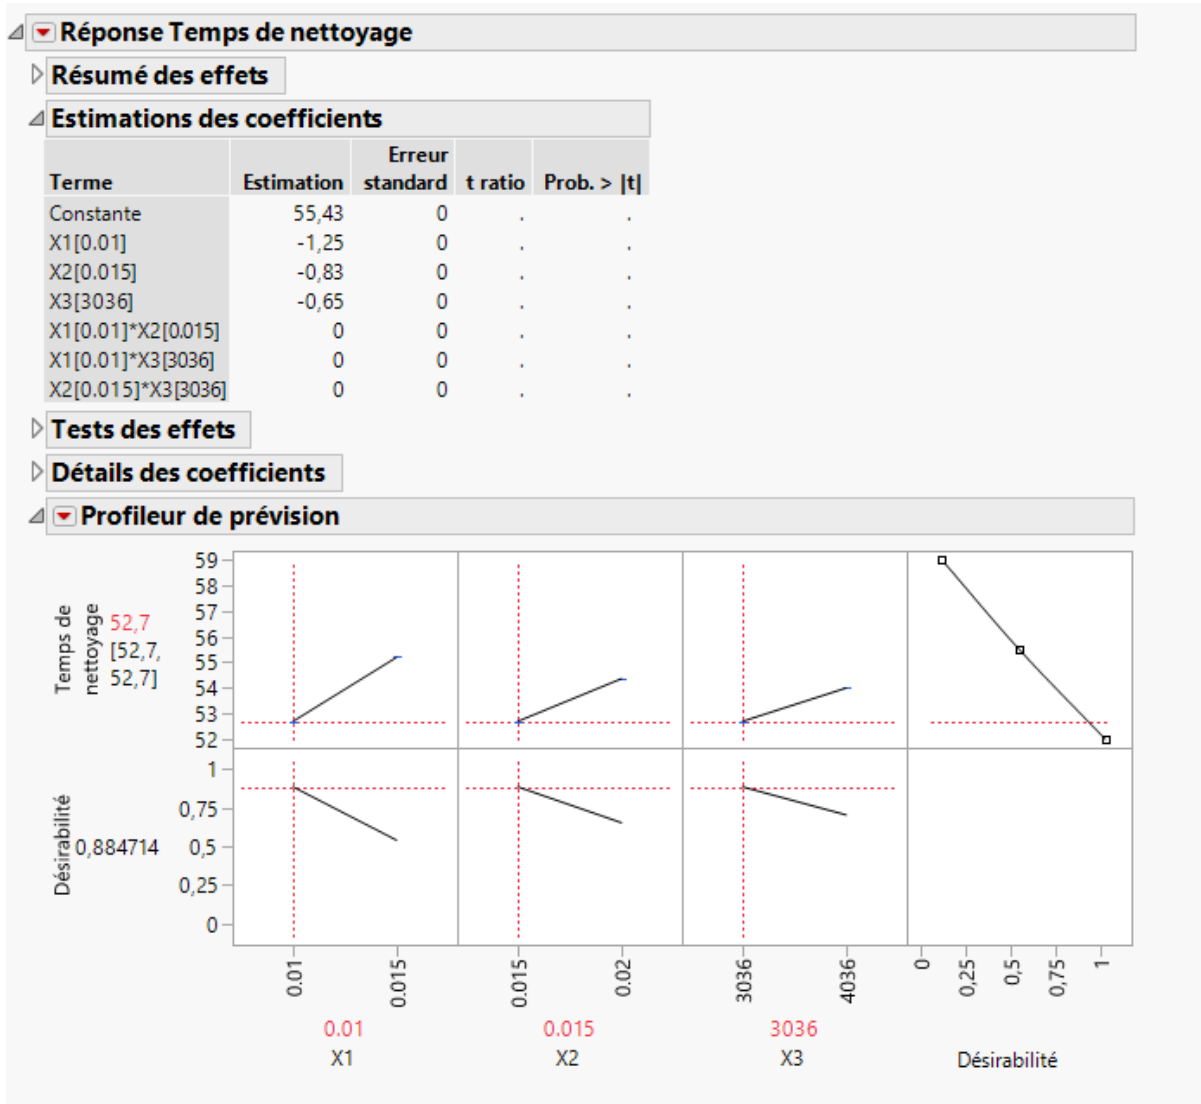 Réponse Temps de nettoyage
Résumé des effets
Estimations des coefficients
Terme Estimation Erreur standard t ratio Prob. > |t|
Constante 55,43 0 . .
X1[0.01] -1,25 0 . .
X2[0.015] -0,83 0 . .
X3[3036] -0,65 0 . .
X1[0.01]*X2[0.015] 0 0 . .
X1[0.01]*X3[3036] 0 0 . .
X2[0.015]*X3[3036] 0 0 . .
Tests des effets
Détails des coefficients
Profileur de prévision
Temps de
nettoyage
52,7
[52,7,
52,7]
59
58
57
56
55
54
53
52
Désirabilité
0,884714
1
0,75
0,5
0,25
0
0.01 0.015 0.015 0.02 3036 4036 0 0,25 0,5 0,75 1
0.01 0.015 3036
X1 X2 X3 Désirabilité